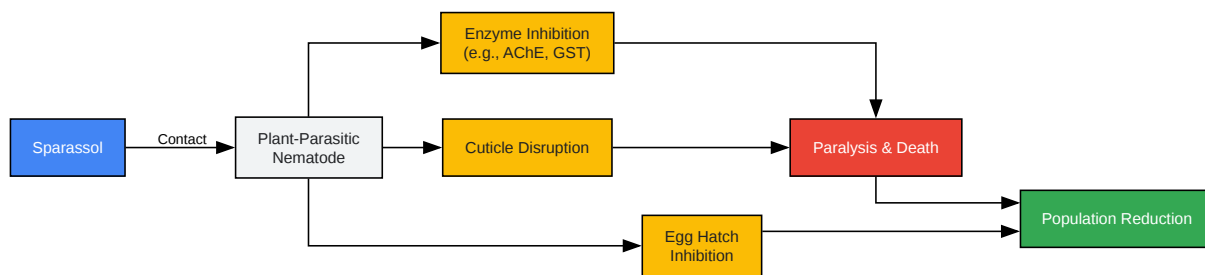 Enzyme Inhibition
(e.g., AChE, GST)
Sparassol
Contact
Plant-Parasitic
Nematode
Cuticle Disruption
Paralysis & Death
Population Reduction
Egg Hatch
Inhibition